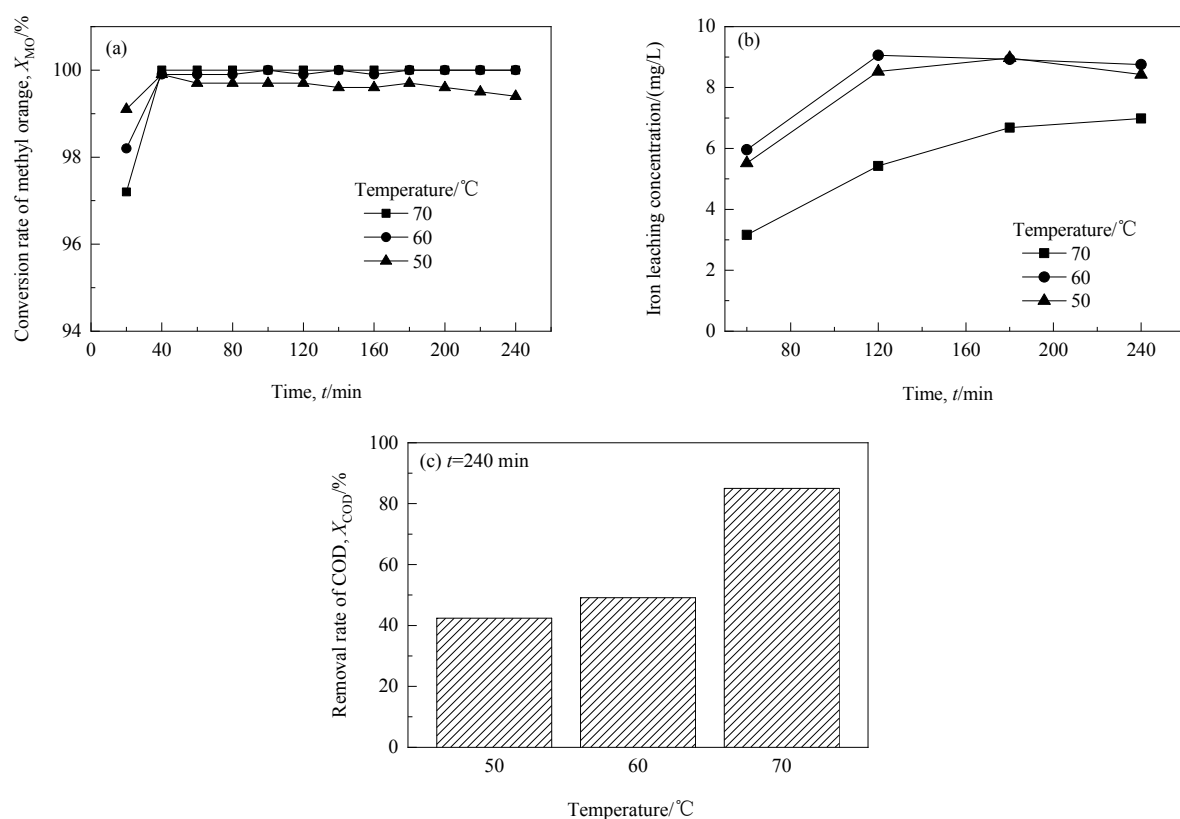 (a)
100
98
96
94
Conversion rate of methyl orange, X_MO/%
Temperature/℃
70
60
50
0 40 80 120 160 200 240
Time, t/min
(b)
10
8
6
4
2
0
Iron leaching concentration/(mg/L)
Temperature/℃
70
60
50
80 120 160 200 240
Time, t/min
(c) t=240 min
100
80
60
40
20
0
Removal rate of COD, X_COD/%
50 60 70
Temperature/℃